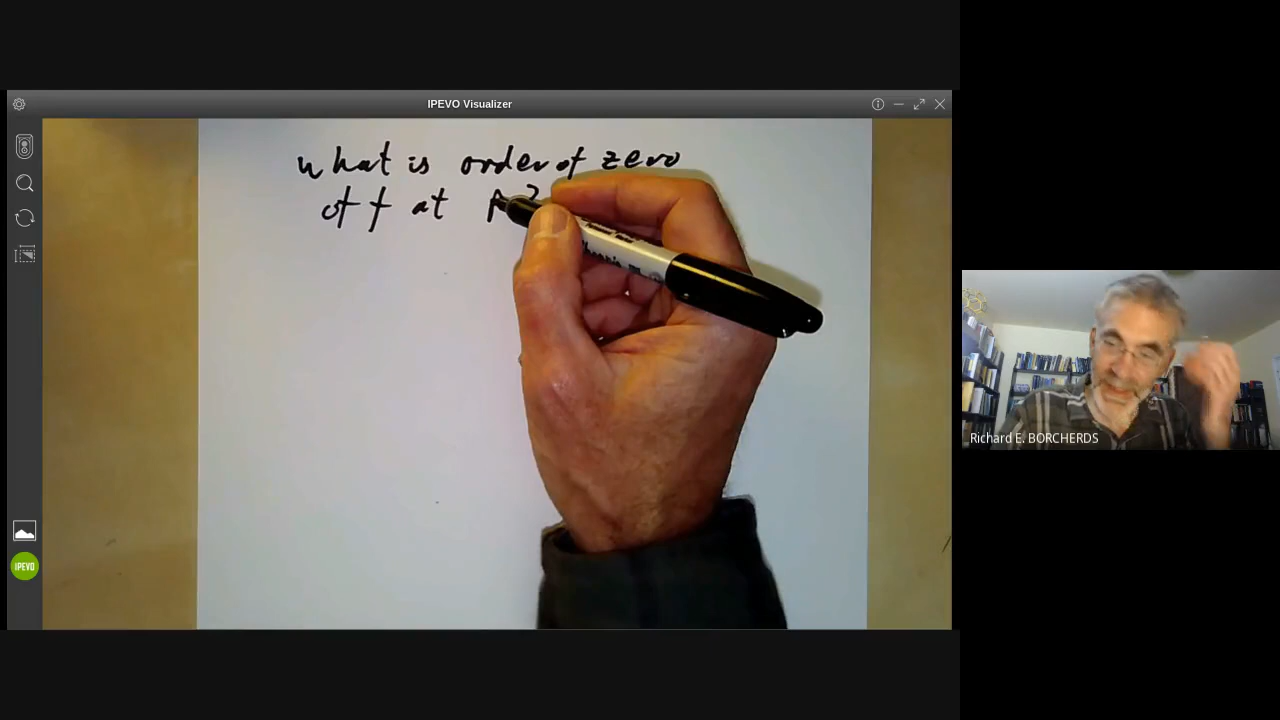 IPEVO Visualizer
what is order of zero
of f at
IPEVO
Richard E. BORCHERDS